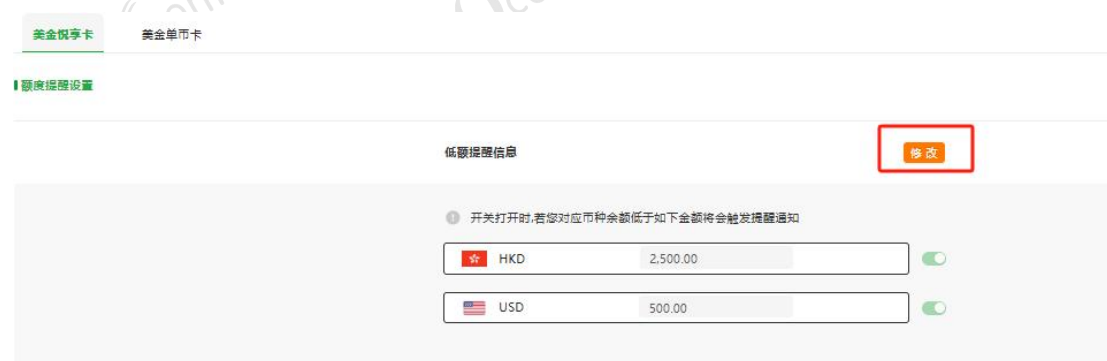 美金悦享卡 美金单币卡
额度提醒设置
低额提醒信息 修改
开关打开时,若您对应币种余额低于如下金额将会触发提醒通知
HKD 2,500.00
USD 500.00